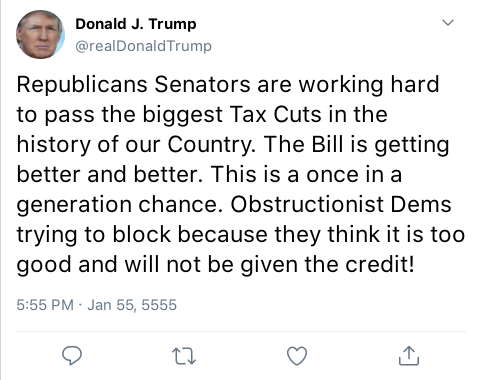 Donald J. Trump
@realDonaldTrump
Republicans Senators are working hard
to pass the biggest Tax Cuts in the
history of our Country. The Bill is getting
better and better. This is a once in a
generation chance. Obstructionist Dems
trying to block because they think it is too
good and will not be given the credit!
5:55 PM · Jan 55, 5555